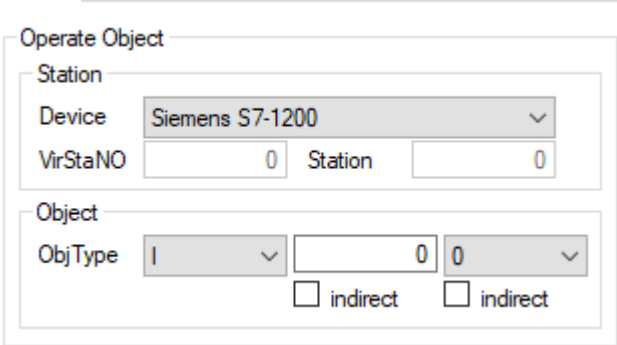 Operate Object
Station
Device Siemens S7-1200
VirStaNO 0 Station 0
Object
ObjType I 0 0
indirect indirect